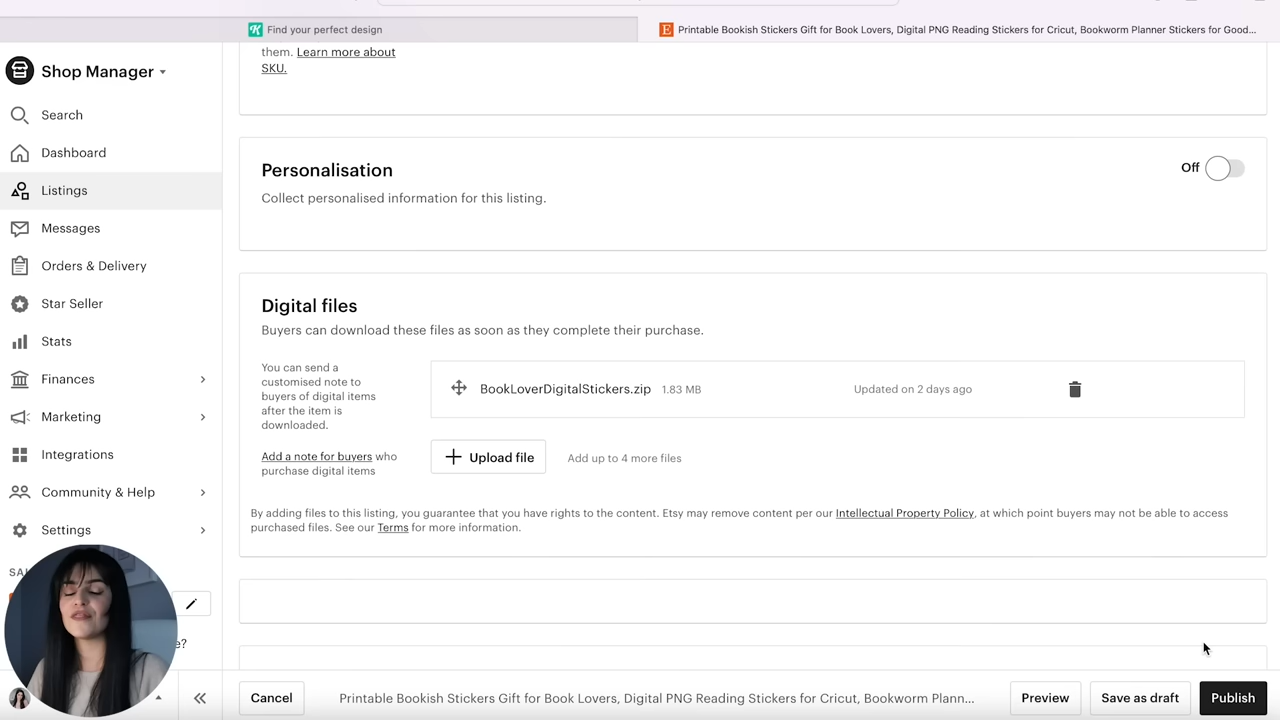 Find your perfect design
Printable Bookish Stickers Gift for Book Lovers, Digital PNG Reading Stickers for Cricut, Bookworm Planner Stickers for Good...
Shop Manager
Search
Dashboard
Listings
Messages
Orders & Delivery
Star Seller
Stats
Finances
Marketing
Integrations
Community & Help
Settings
them. Learn more about
SKU.
Personalisation
Off
Collect personalised information for this listing.
Digital files
Buyers can download these files as soon as they complete their purchase.
You can send a
customised note to
buyers of digital items
after the item is
downloaded.
Add a note for buyers who
purchase digital items
BookLoverDigitalStickers.zip 1.83 MB Updated on 2 days ago
Upload file Add up to 4 more files
By adding files to this listing, you guarantee that you have rights to the content. Etsy may remove content per our Intellectual Property Policy, at which point buyers may not be able to access
purchased files. See our Terms for more information.
Cancel Printable Bookish Stickers Gift for Book Lovers, Digital PNG Reading Stickers for Cricut, Bookworm Plann... Preview Save as draft Publish